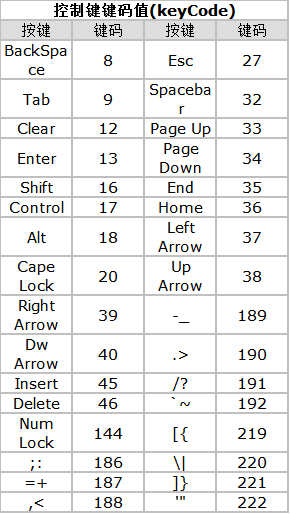 控制键键码值(keyCode)
按键 键码 按键 键码
BackSpa
ce 8 Esc 27
Tab 9 Spaceba
r 32
Clear 12 Page Up 33
Enter 13 Page
Down 34
Shift 16 End 35
Control 17 Home 36
Alt 18 Left
Arrow 37
Cape
Lock 20 Up
Arrow 38
Right
Arrow 39 -_ 189
Dw
Arrow 40 .> 190
Insert 45 /? 191
Delete 46 `~ 192
Num
Lock 144 [{ 219
;: 186 \| 220
=+ 187 ]} 221
,< 188 '" 222